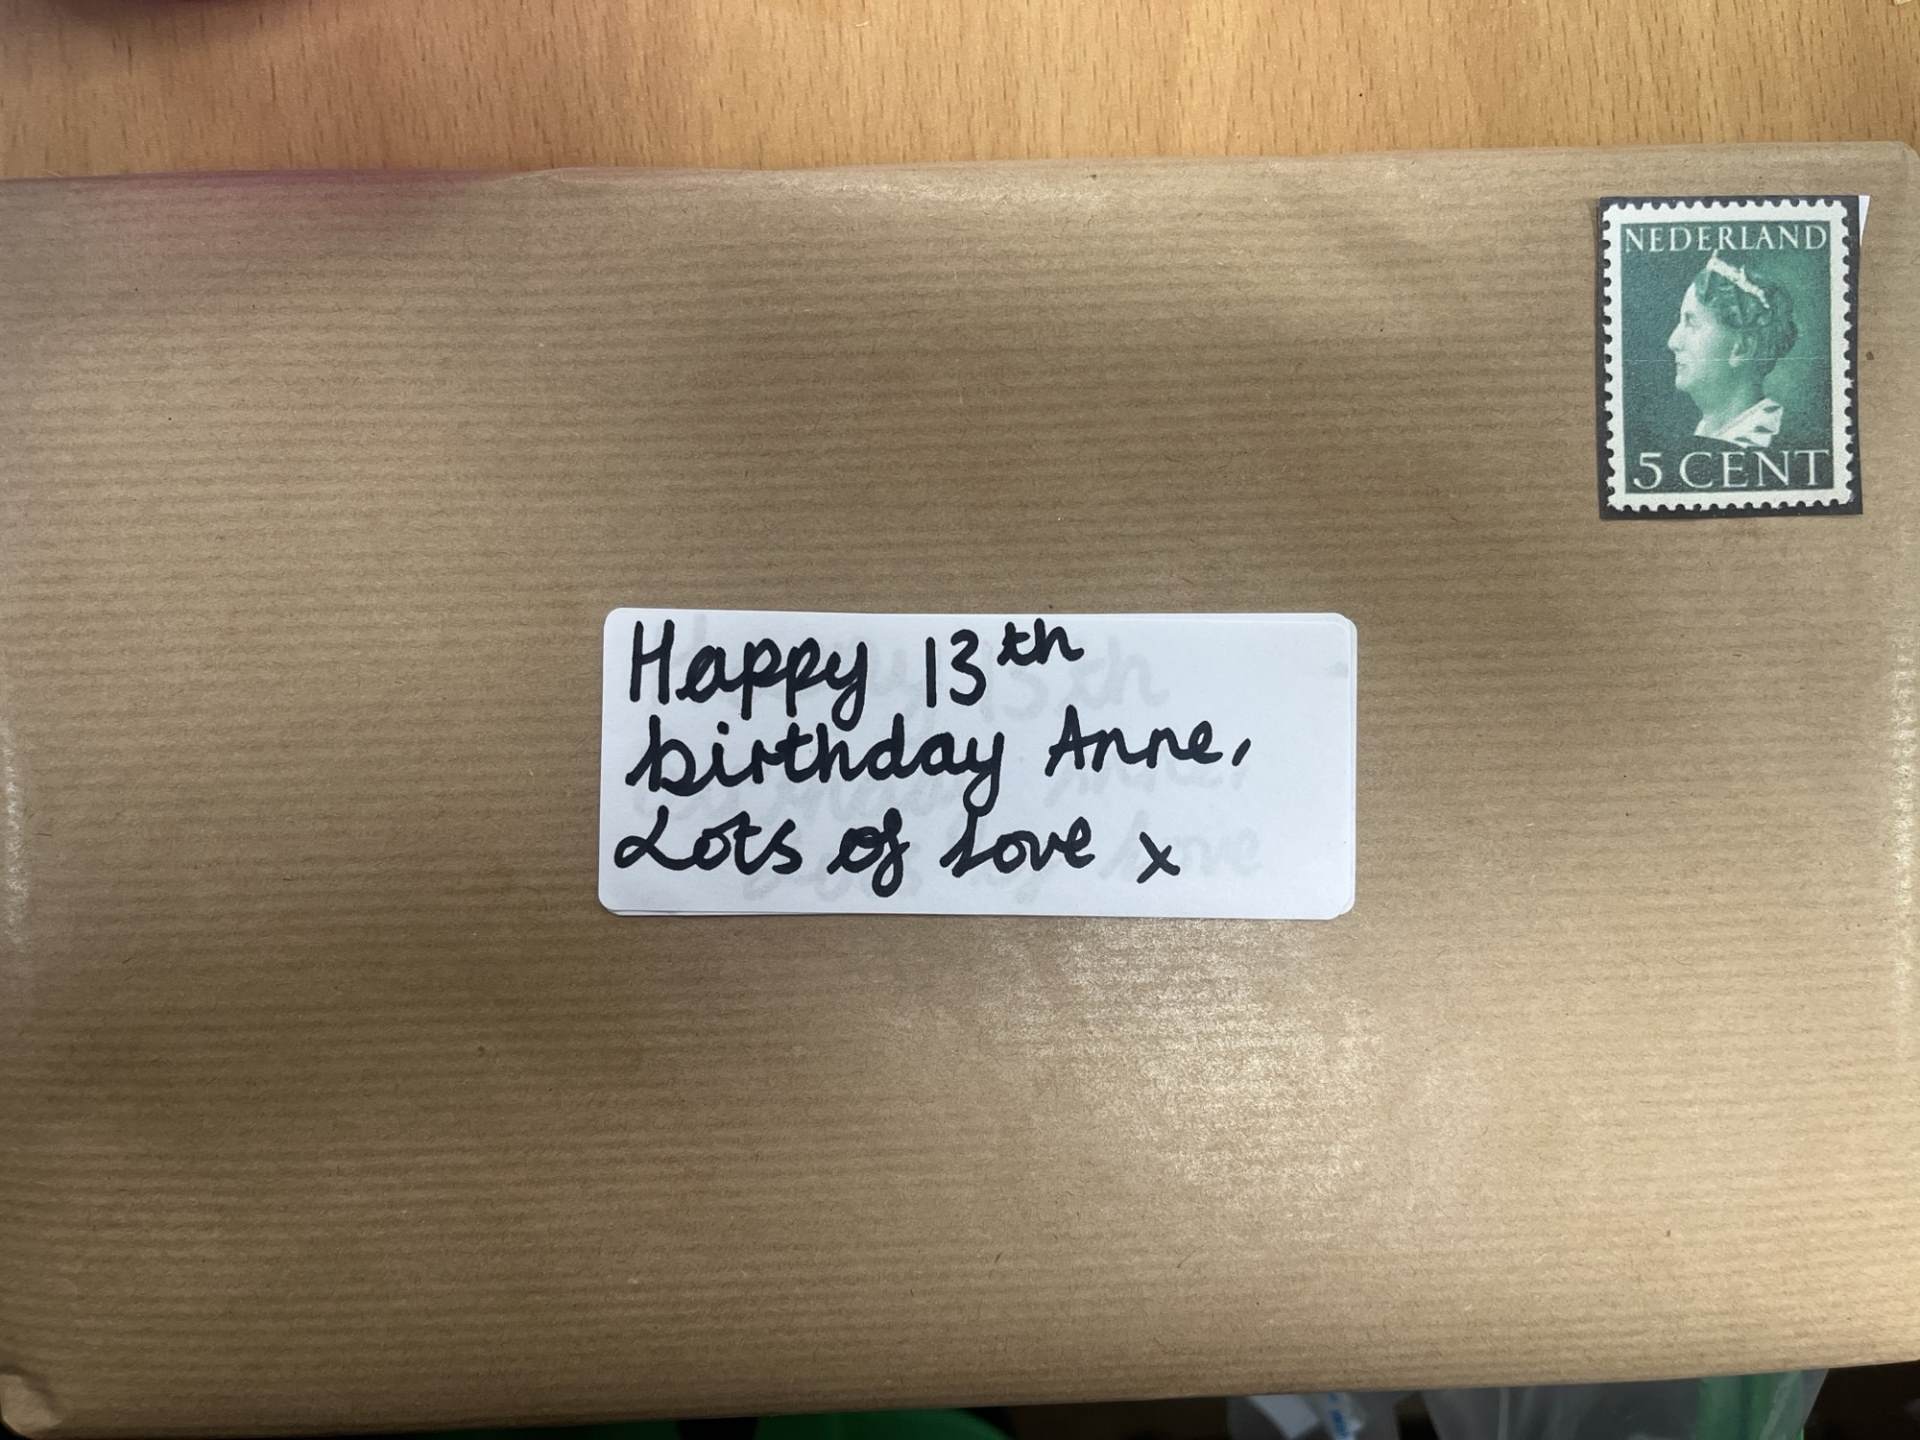 NEDERLAND
5 CENT
Happy 13th
birthday Anne,
Lots of Love x